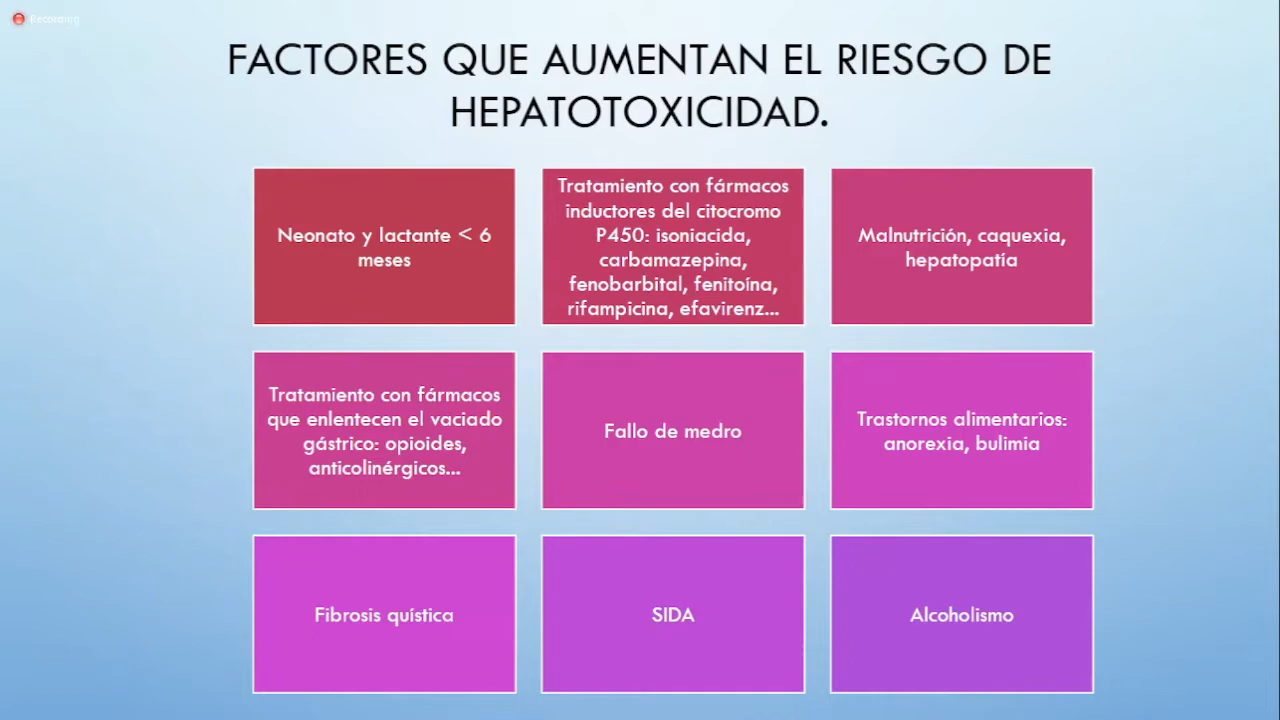 Recording
FACTORES QUE AUMENTAN EL RIESGO DE
HEPATOTOXICIDAD.
Neonato y lactante < 6
meses
Tratamiento con fármacos
inductores del citocromo
P450: isoniacida,
carbamazepina,
fenobarbital, fenitoína,
rifampicina, efavirenz...
Malnutrición, caquexia,
hepatopatía
Tratamiento con fármacos
que enlentecen el vaciado
gástrico: opioides,
anticolinérgicos...
Fallo de medro
Trastornos alimentarios:
anorexia, bulimia
Fibrosis quística
SIDA
Alcoholismo